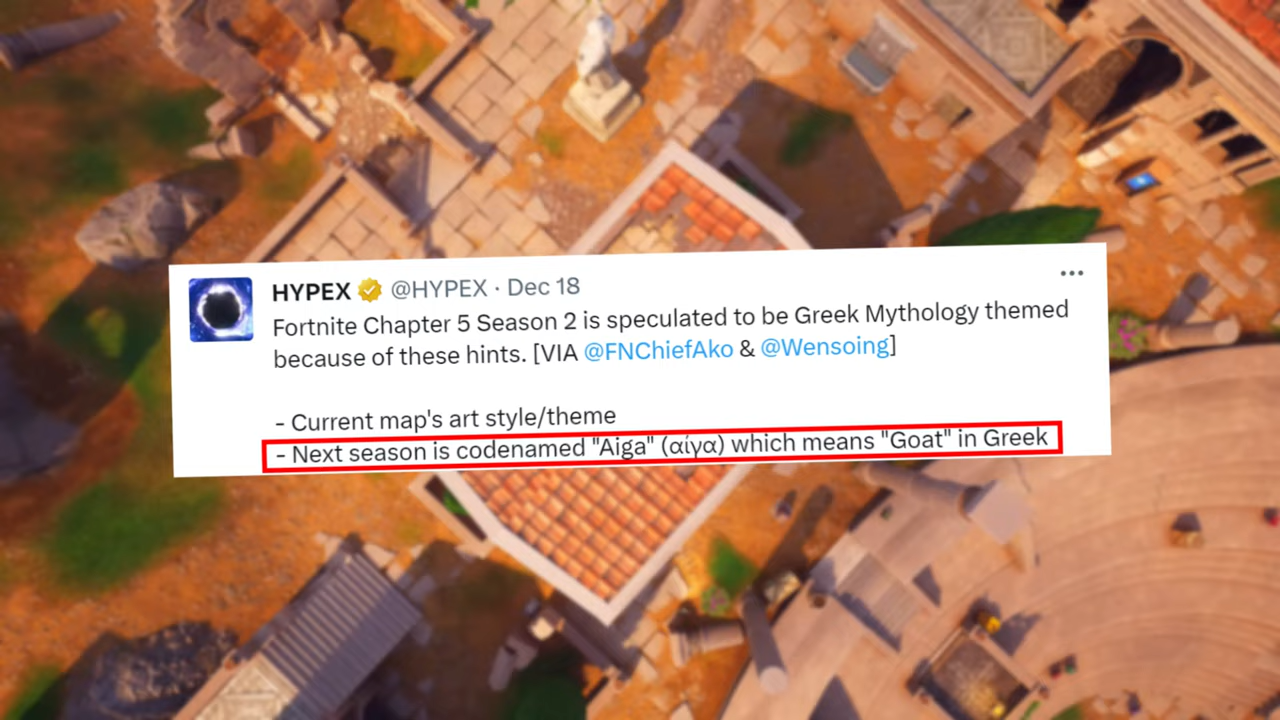 HYPEX @HYPEX · Dec 18
Fortnite Chapter 5 Season 2 is speculated to be Greek Mythology themed
because of these hints. [VIA @FNChiefAko & @Wensoing]
- Current map's art style/theme
- Next season is codenamed "Aiga" (αίγα) which means "Goat" in Greek